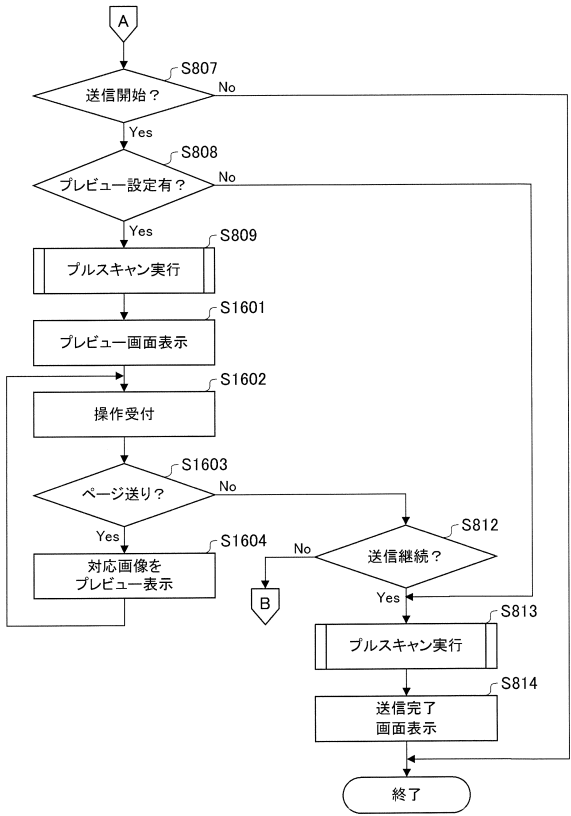 A
S807
送信開始？
No
Yes
S808
プレビュー設定有？
No
Yes
S809
プルスキャン実行
S1601
プレビュー画面表示
S1602
操作受付
S1603
ページ送り？
No
Yes
S1604
対応画像を
プレビュー表示
S812
送信継続？
No
B
Yes
S813
プルスキャン実行
S814
送信完了
画面表示
終了